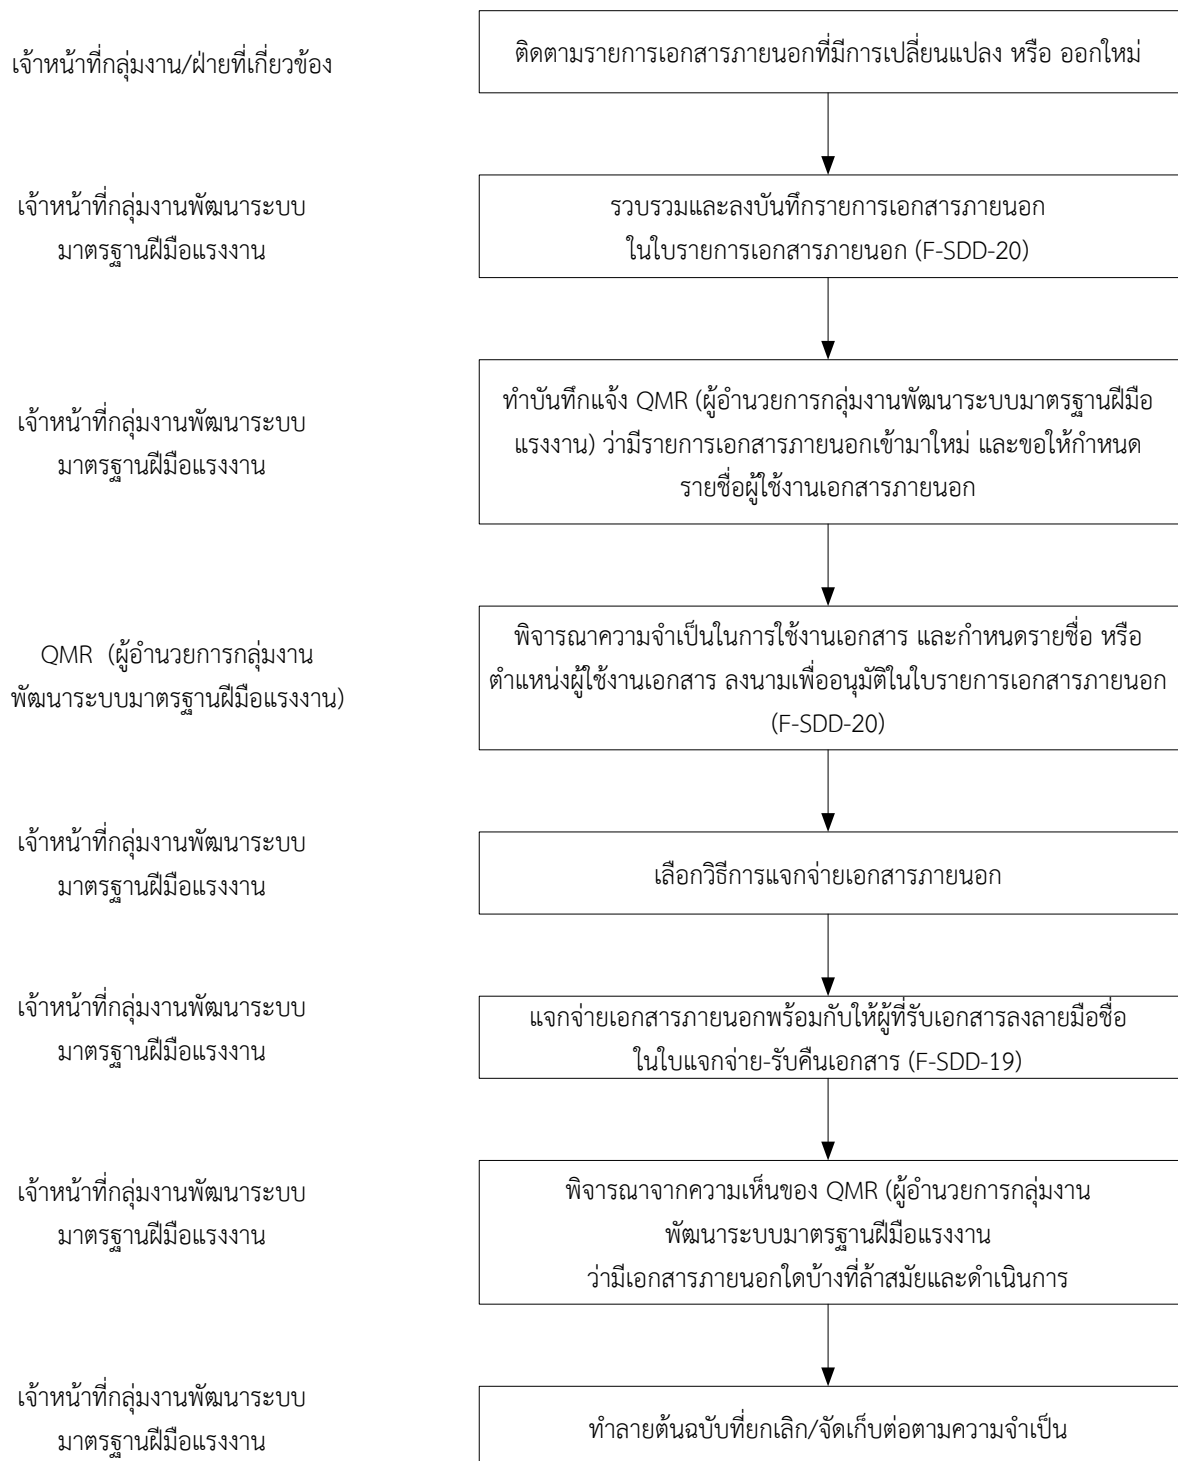 เจ้าหน้าที่กลุ่มงาน/ฝ่ายที่เกี่ยวข้อง
ติดตามรายการเอกสารภายนอกที่มีการเปลี่ยนแปลง หรือ ออกใหม่
เจ้าหน้าที่กลุ่มงานพัฒนาระบบ
มาตรฐานฝีมือแรงงาน
รวบรวมและลงบันทึกรายการเอกสารภายนอก
ในใบรายการเอกสารภายนอก (F-SDD-20)
เจ้าหน้าที่กลุ่มงานพัฒนาระบบ
มาตรฐานฝีมือแรงงาน
ทำบันทึกแจ้ง QMR (ผู้อำนวยการกลุ่มงานพัฒนาระบบมาตรฐานฝีมือ
แรงงาน) ว่ามีรายการเอกสารภายนอกเข้ามาใหม่ และขอให้กำหนด
รายชื่อผู้ใช้งานเอกสารภายนอก
QMR (ผู้อำนวยการกลุ่มงาน
พัฒนาระบบมาตรฐานฝีมือแรงงาน)
พิจารณาความจำเป็นในการใช้งานเอกสาร และกำหนดรายชื่อ หรือ
ตำแหน่งผู้ใช้งานเอกสาร ลงนามเพื่ออนุมัติในใบรายการเอกสารภายนอก
(F-SDD-20)
เจ้าหน้าที่กลุ่มงานพัฒนาระบบ
มาตรฐานฝีมือแรงงาน
เลือกวิธีการแจกจ่ายเอกสารภายนอก
เจ้าหน้าที่กลุ่มงานพัฒนาระบบ
มาตรฐานฝีมือแรงงาน
แจกจ่ายเอกสารภายนอกพร้อมกับให้ผู้ที่รับเอกสารลงลายมือชื่อ
ในใบแจกจ่าย-รับคืนเอกสาร (F-SDD-19)
เจ้าหน้าที่กลุ่มงานพัฒนาระบบ
มาตรฐานฝีมือแรงงาน
พิจารณาจากความเห็นของ QMR (ผู้อำนวยการกลุ่มงาน
พัฒนาระบบมาตรฐานฝีมือแรงงาน
ว่ามีเอกสารภายนอกใดบ้างที่ล้าสมัยและดำเนินการ
เจ้าหน้าที่กลุ่มงานพัฒนาระบบ
มาตรฐานฝีมือแรงงาน
ทำลายต้นฉบับที่ยกเลิก/จัดเก็บต่อตามความจำเป็น